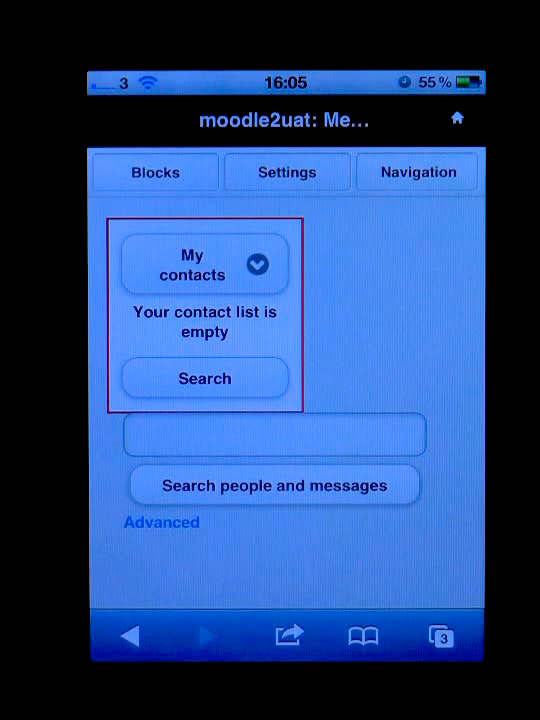 3 16:05 55%
moodle2uat: Me...
Blocks Settings Navigation
My
contacts
Your contact list is
empty
Search
Search people and messages
Advanced
3